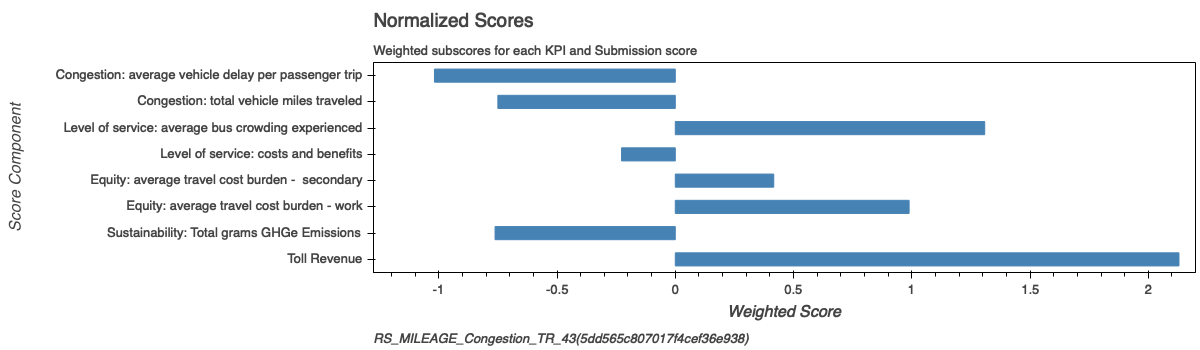 Normalized Scores
Weighted subscores for each KPI and Submission score
Score Component
Congestion: average vehicle delay per passenger trip
Congestion: total vehicle miles traveled
Level of service: average bus crowding experienced
Level of service: costs and benefits
Equity: average travel cost burden - secondary
Equity: average travel cost burden - work
Sustainability: Total grams GHGe Emissions
Toll Revenue
-1 -0.5 0 0.5 1 1.5 2
Weighted Score
RS_MILEAGE_Congestion_TR_43(5dd565c807017f4cef36e938)